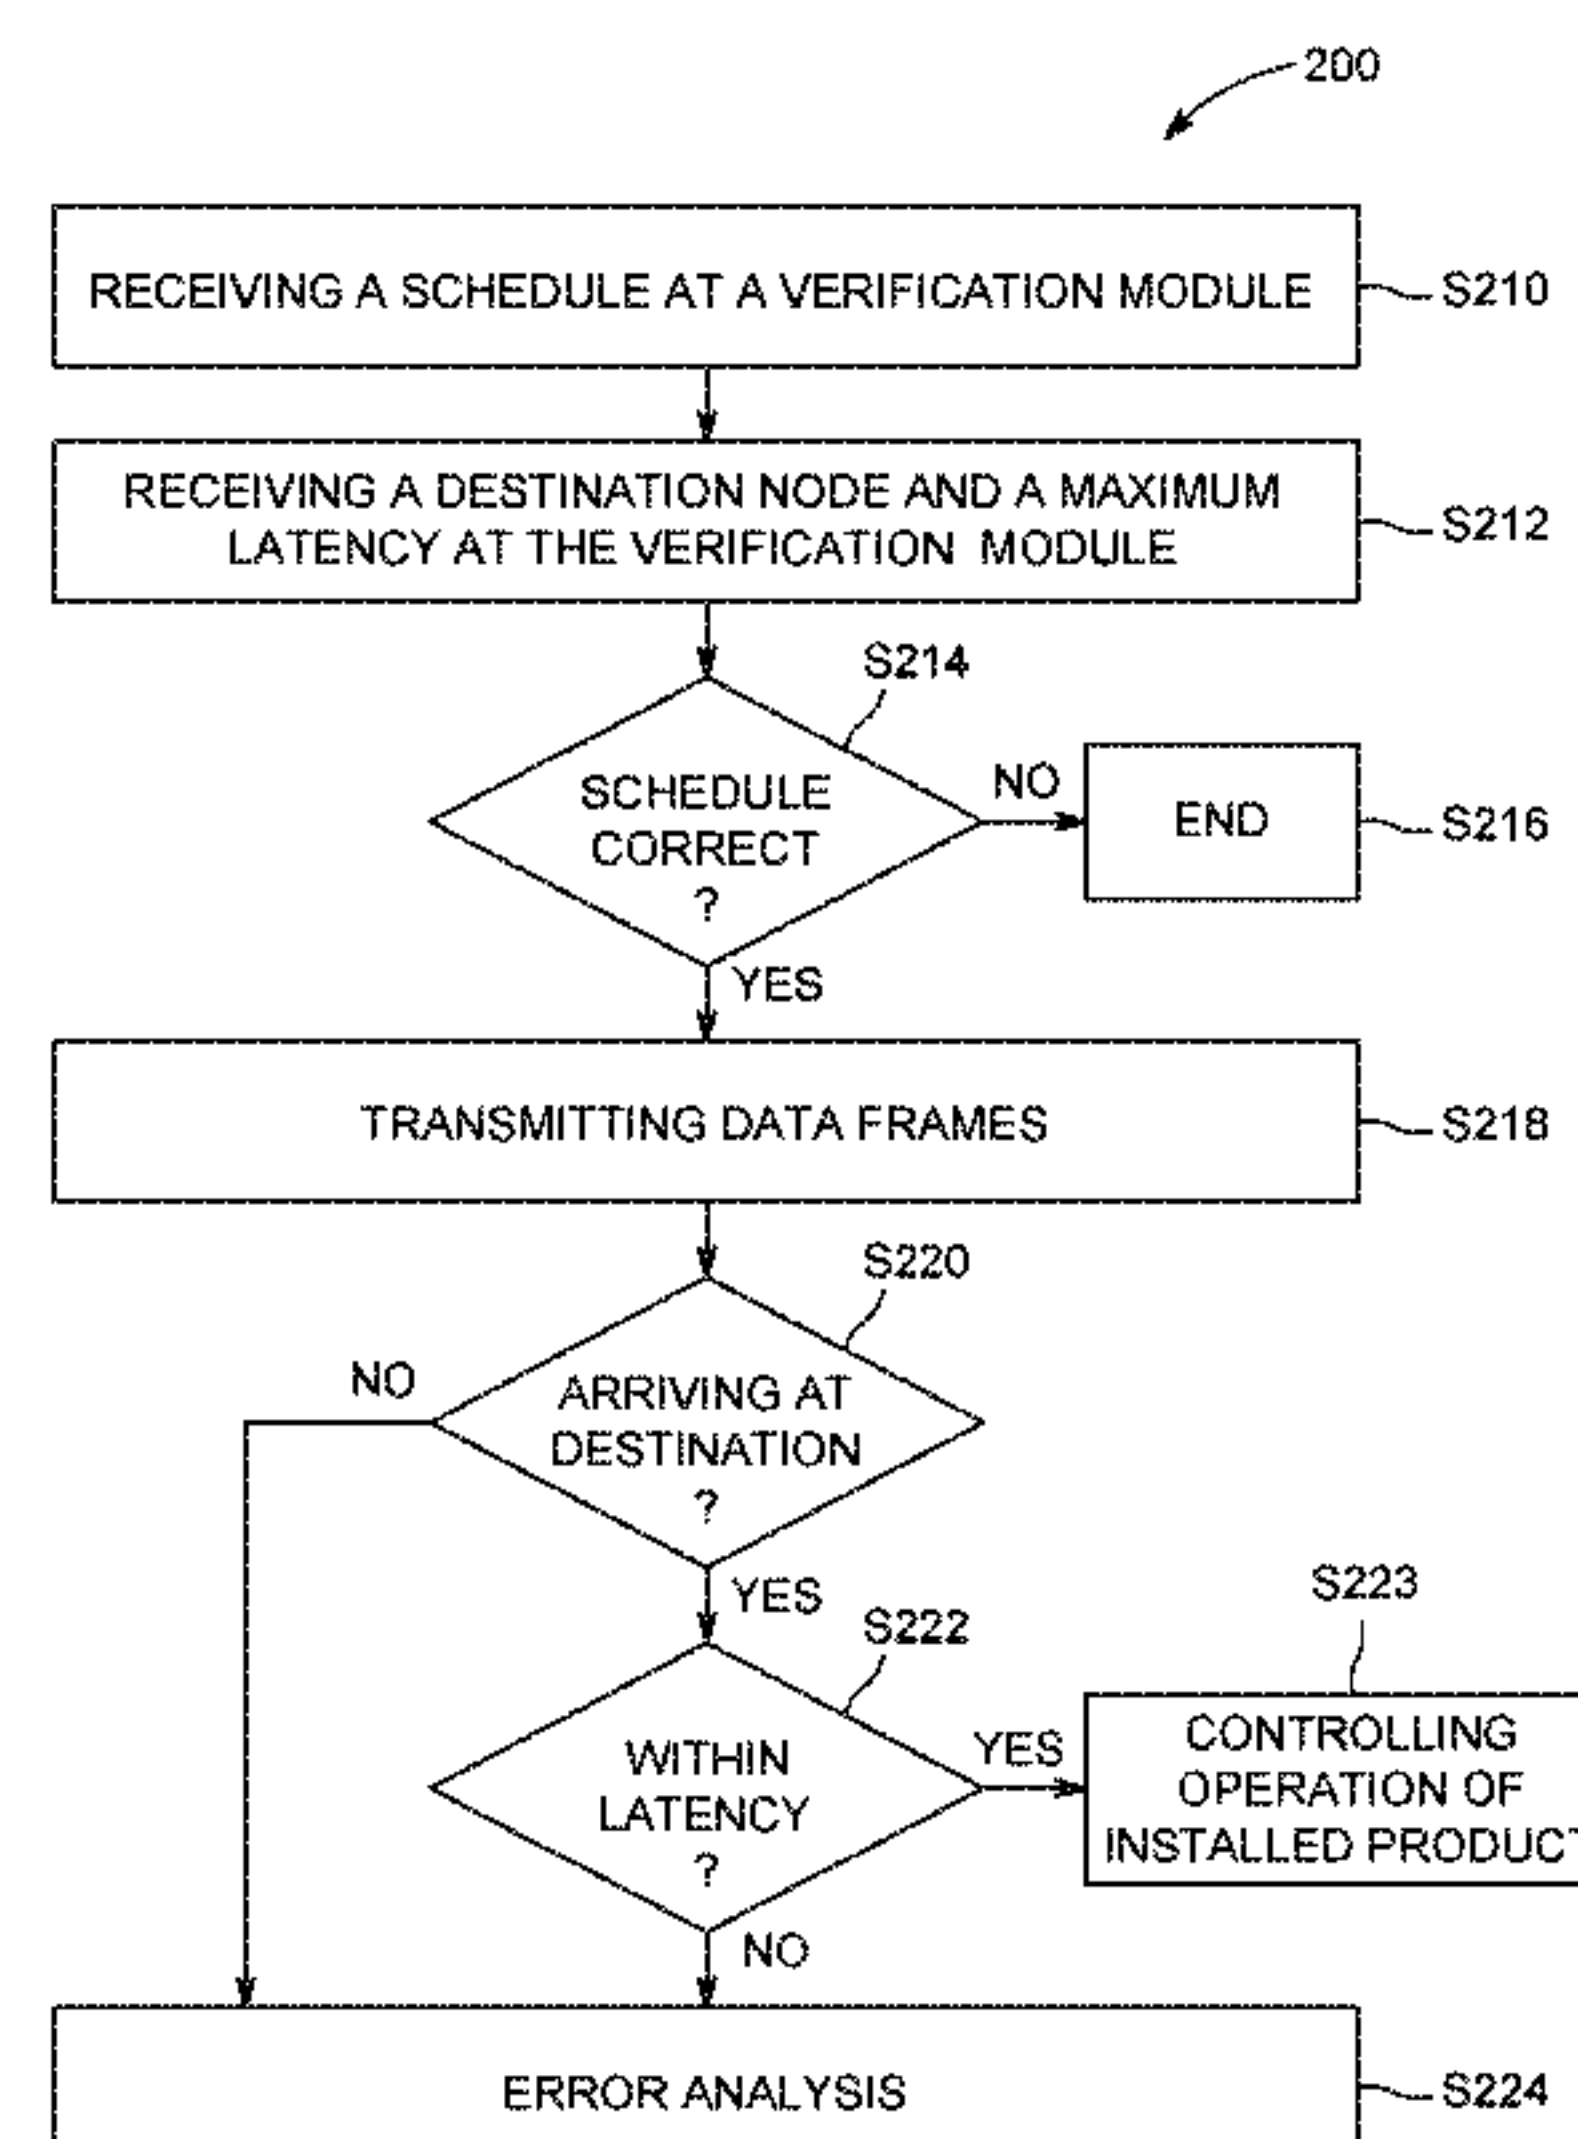 200
RECEIVING A SCHEDULE AT A VERIFICATION MODULE
S210
RECEIVING A DESTINATION NODE AND A MAXIMUM
LATENCY AT THE VERIFICATION MODULE
S212
S214
SCHEDULE
CORRECT
?
NO
END
S216
YES
TRANSMITTING DATA FRAMES
S218
S220
NO
ARRIVING AT
DESTINATION
?
YES
S222
S223
WITHIN
LATENCY
?
YES
CONTROLLING
OPERATION OF
INSTALLED PRODUCT
NO
ERROR ANALYSIS
S224